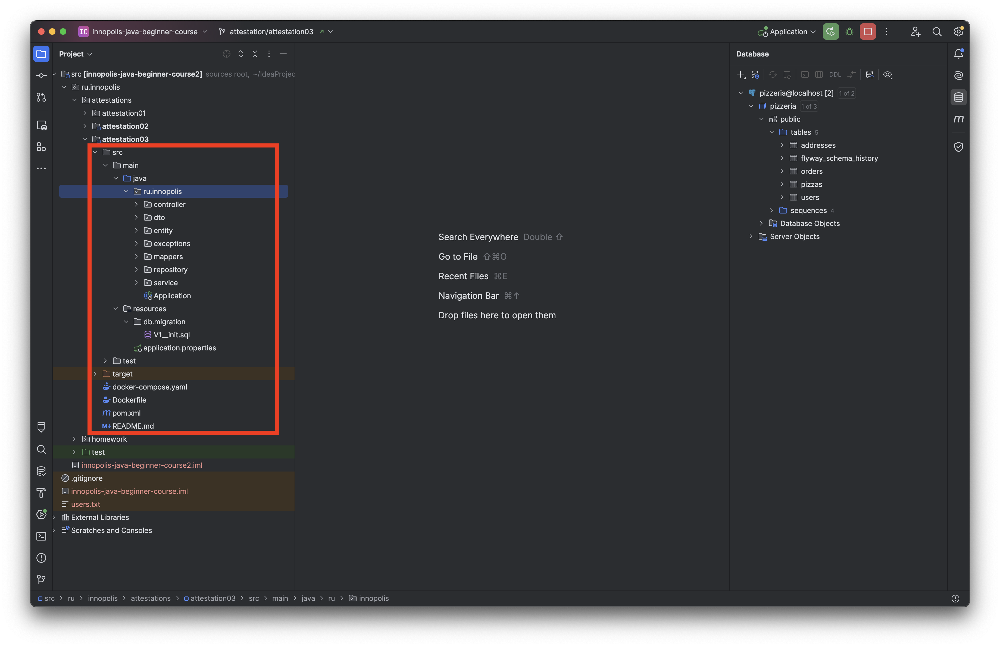 IC innopolis-java-beginner-course attestation/attestation03 Application
Project
src [innopolis-java-beginner-course2] sources root, ~/IdeaProjec
ru.innopolis
attestations
attestation01
attestation02
attestation03
src
main
java
ru.innopolis
controller
dto
entity
exceptions
mappers
repository
service
Application
resources
db.migration
V1__init.sql
application.properties
test
target
docker-compose.yaml
Dockerfile
m pom.xml
M↓ README.md
homework
test
innopolis-java-beginner-course2.iml
.gitignore
innopolis-java-beginner-course.iml
users.txt
External Libraries
Scratches and Consoles
Search Everywhere Double ⇧
Go to File ⇧⌘O
Recent Files ⌘E
Navigation Bar ⌘↑
Drop files here to open them
Database
DDL
pizzeria@localhost [2] 1 of 2
pizzeria 1 of 3
public
tables 5
addresses
flyway_schema_history
orders
pizzas
users
sequences 4
Database Objects
Server Objects
m
src > ru > innopolis > attestations > attestation03 > src > main > java > ru > innopolis